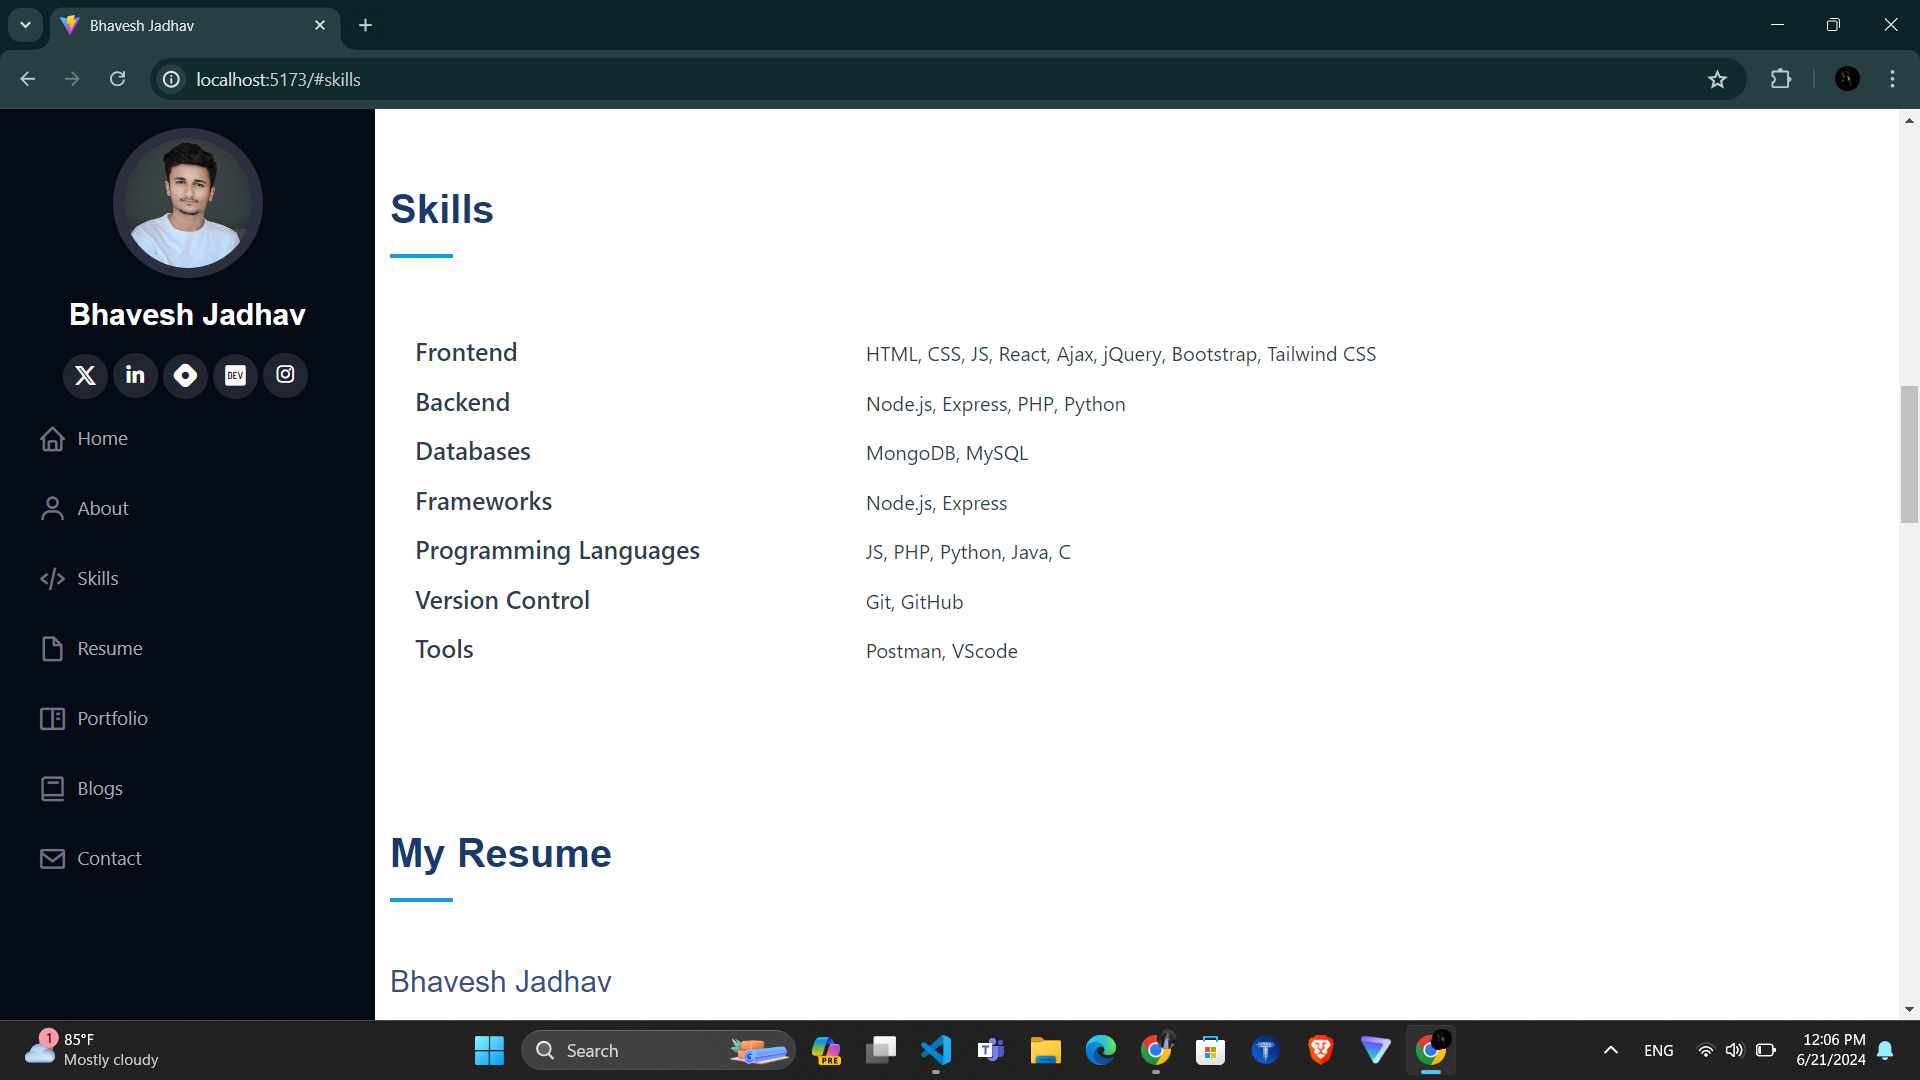 Bhavesh Jadhav
localhost:5173/#skills
Bhavesh Jadhav
DEV
Home
About
Skills
Resume
Portfolio
Blogs
Contact
Skills
Frontend HTML, CSS, JS, React, Ajax, jQuery, Bootstrap, Tailwind CSS
Backend Node.js, Express, PHP, Python
Databases MongoDB, MySQL
Frameworks Node.js, Express
Programming Languages JS, PHP, Python, Java, C
Version Control Git, GitHub
Tools Postman, VScode
My Resume
Bhavesh Jadhav
1
85°F
Mostly cloudy
Search
PRE
ENG
12:06 PM
6/21/2024